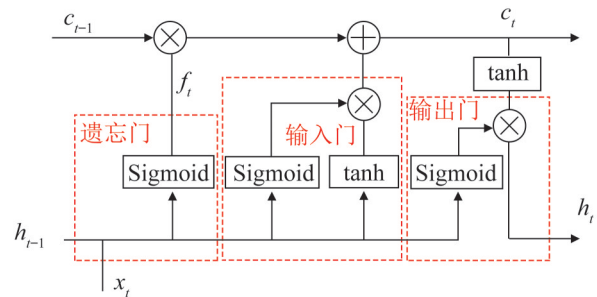 c_{t-1}
c_t
f_t
tanh
遗忘门
输入门
输出门
Sigmoid
Sigmoid
tanh
Sigmoid
h_{t-1}
h_t
x_t